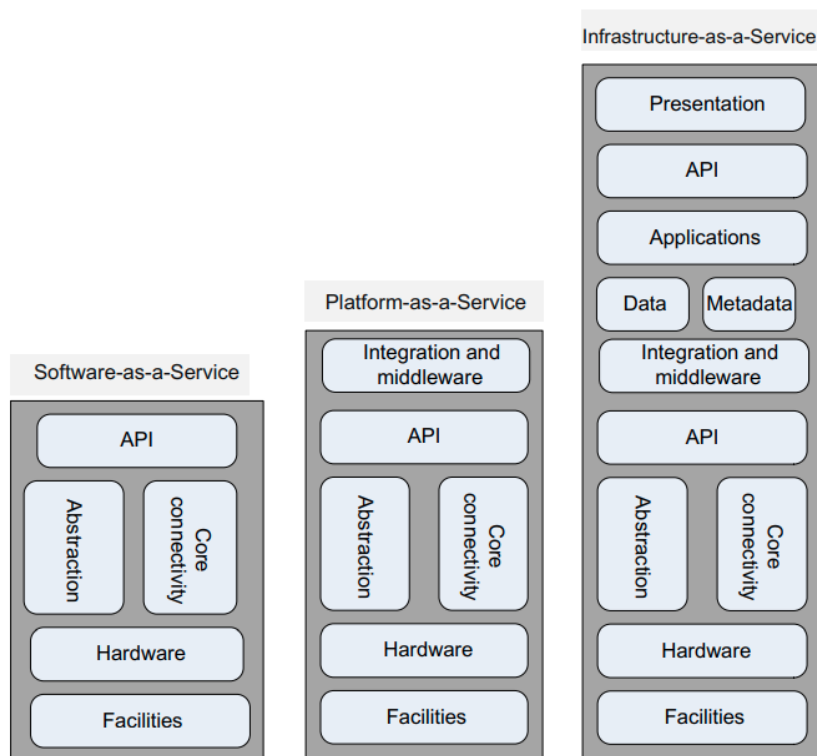 Infrastructure-as-a-Service
Presentation
API
Applications
Data
Metadata
Integration and
middleware
API
Abstraction
Core
connectivity
Hardware
Facilities
Platform-as-a-Service
Integration and
middleware
API
Abstraction
Core
connectivity
Hardware
Facilities
Software-as-a-Service
API
Abstraction
Core
connectivity
Hardware
Facilities